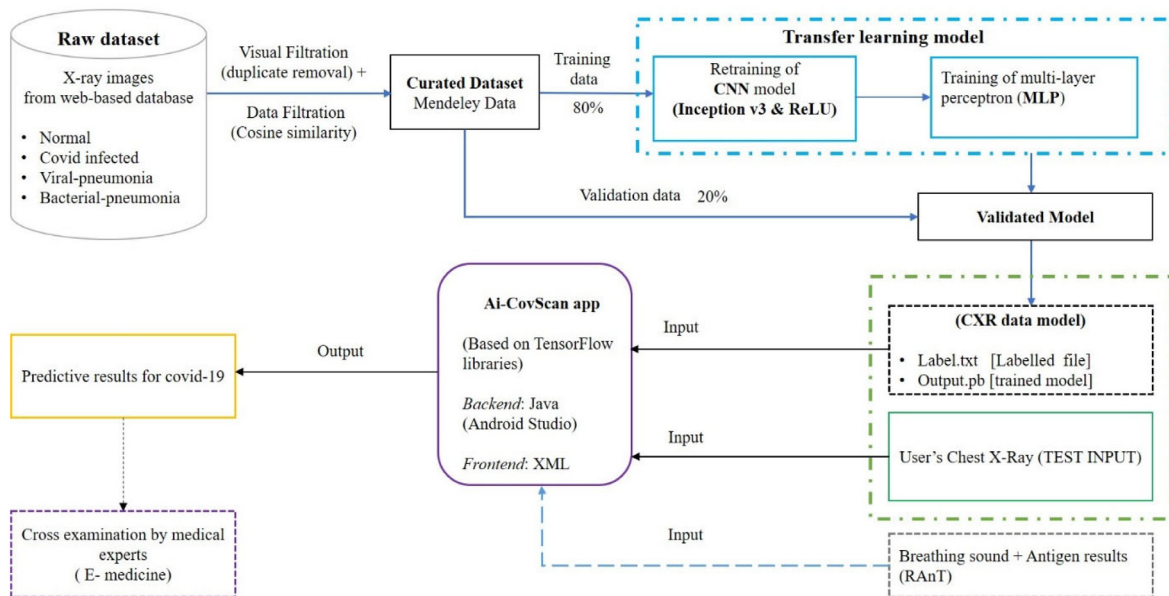 Raw dataset
X-ray images
from web-based database
• Normal
• Covid infected
• Viral-pneumonia
• Bacterial-pneumonia
Visual Filtration
(duplicate removal) +
Data Filtration
(Cosine similarity)
Curated Dataset
Mendeley Data
Training
data
80%
Transfer learning model
Retraining of
CNN model
(Inception v3 & ReLU)
Training of multi-layer
perceptron (MLP)
Validation data 20%
Validated Model
(CXR data model)
• Label.txt [Labelled file]
• Output.pb [trained model]
User's Chest X-Ray (TEST INPUT)
Breathing sound + Antigen results
(RAnT)
Input
Input
Input
Ai-CovScan app
(Based on TensorFlow
libraries)
Backend: Java
(Android Studio)
Frontend: XML
Output
Predictive results for covid-19
Cross examination by medical
experts
( E- medicine)